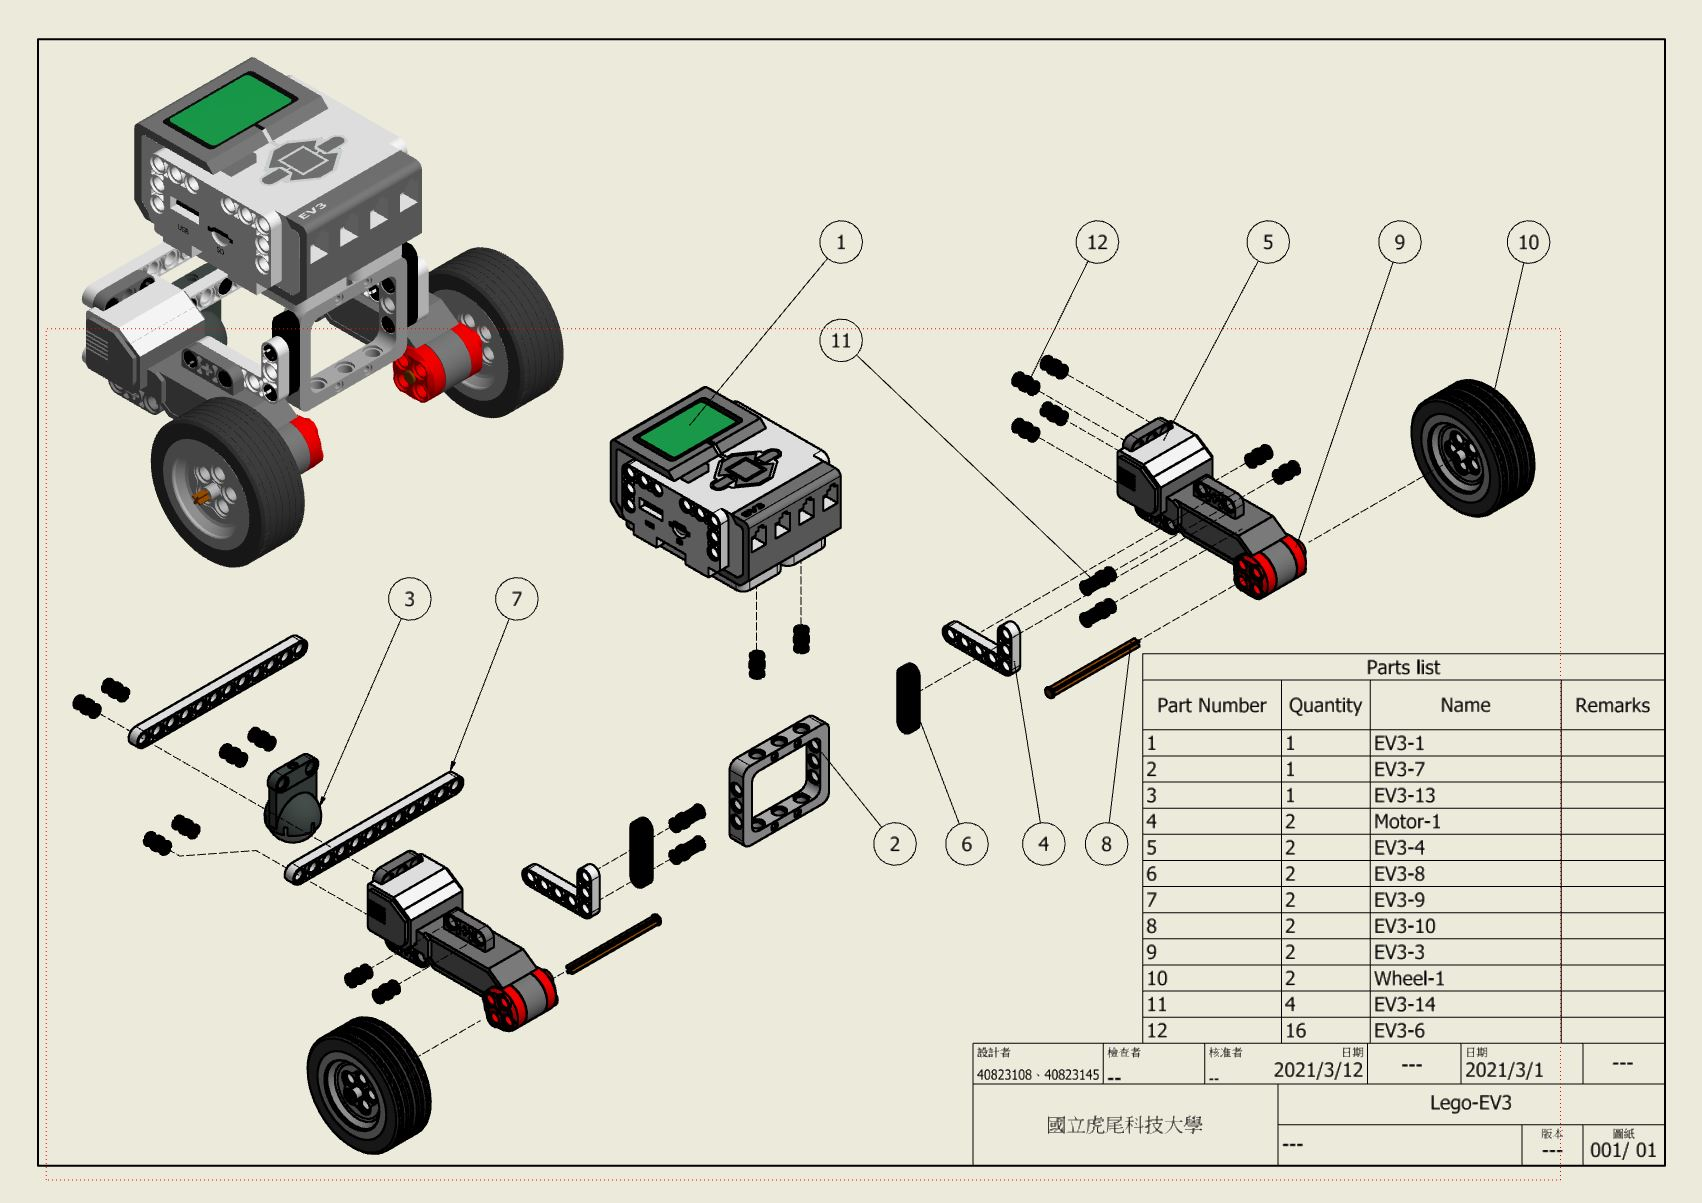 EV3
USB
SD
1
12
5
9
10
11
3
7
EV3
2
6
4
8
Parts list
Part Number Quantity Name Remarks
1 1 EV3-1
2 1 EV3-7
3 1 EV3-13
4 2 Motor-1
5 2 EV3-4
6 2 EV3-8
7 2 EV3-9
8 2 EV3-10
9 2 EV3-3
10 2 Wheel-1
11 4 EV3-14
12 16 EV3-6
設計者 檢查者 核准者 日期 日期
40823108、40823145 -- -- 2021/3/12 --- 2021/3/1 ---
國立虎尾科技大學
Lego-EV3
版本 圖紙
--- --- 001/ 01